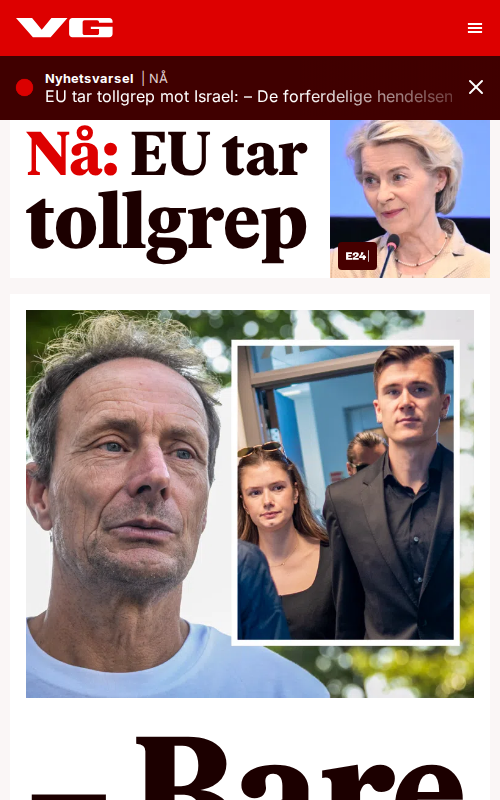 VG
Nyhetsvarsel | NÅ
EU tar tollgrep mot Israel: – De forferdelige hendelsen
Nå: EU tar
tollgrep
E24
– Bare